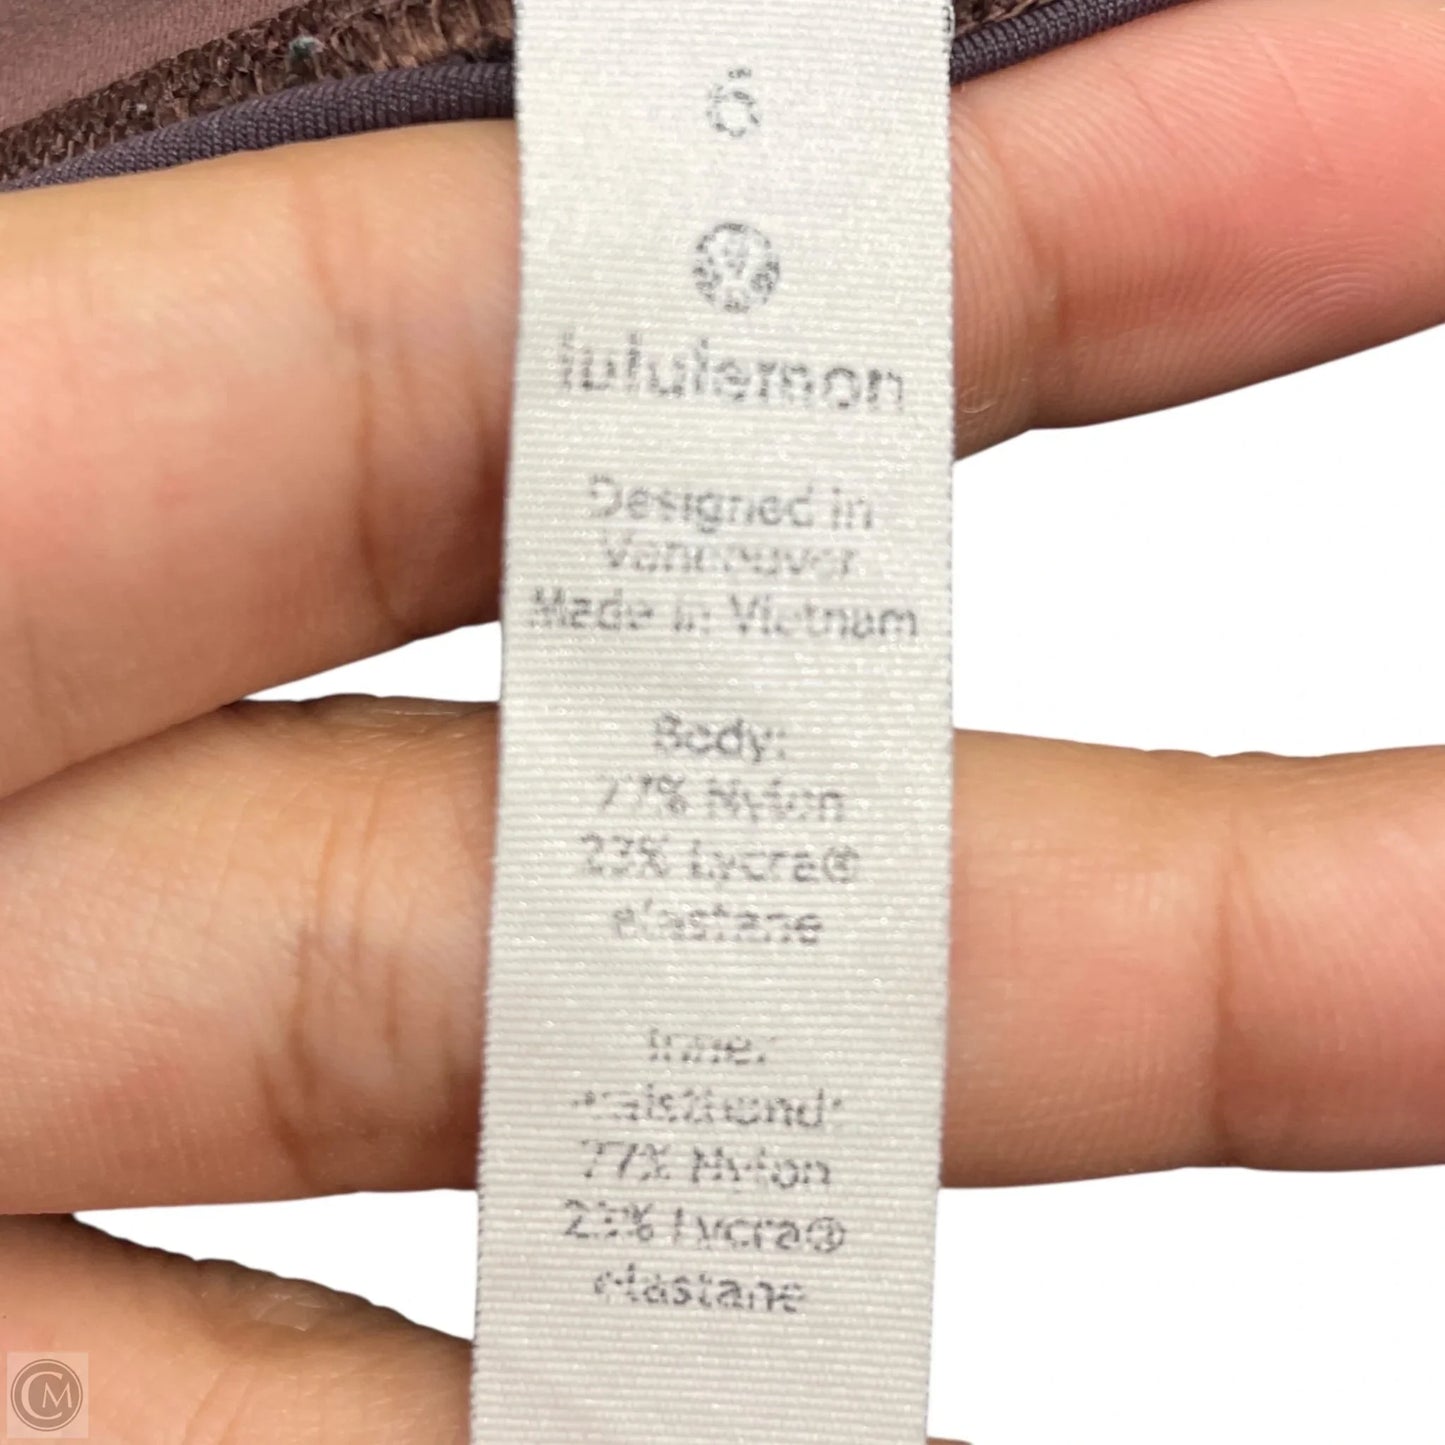 6
lululemon
Designed in
Vancouver
Made in Vietnam
Body:
77% Nylon
23% Lycra®
elastane
Inner
waistband:
77% Nylon
23% Lycra®
elastane
CM